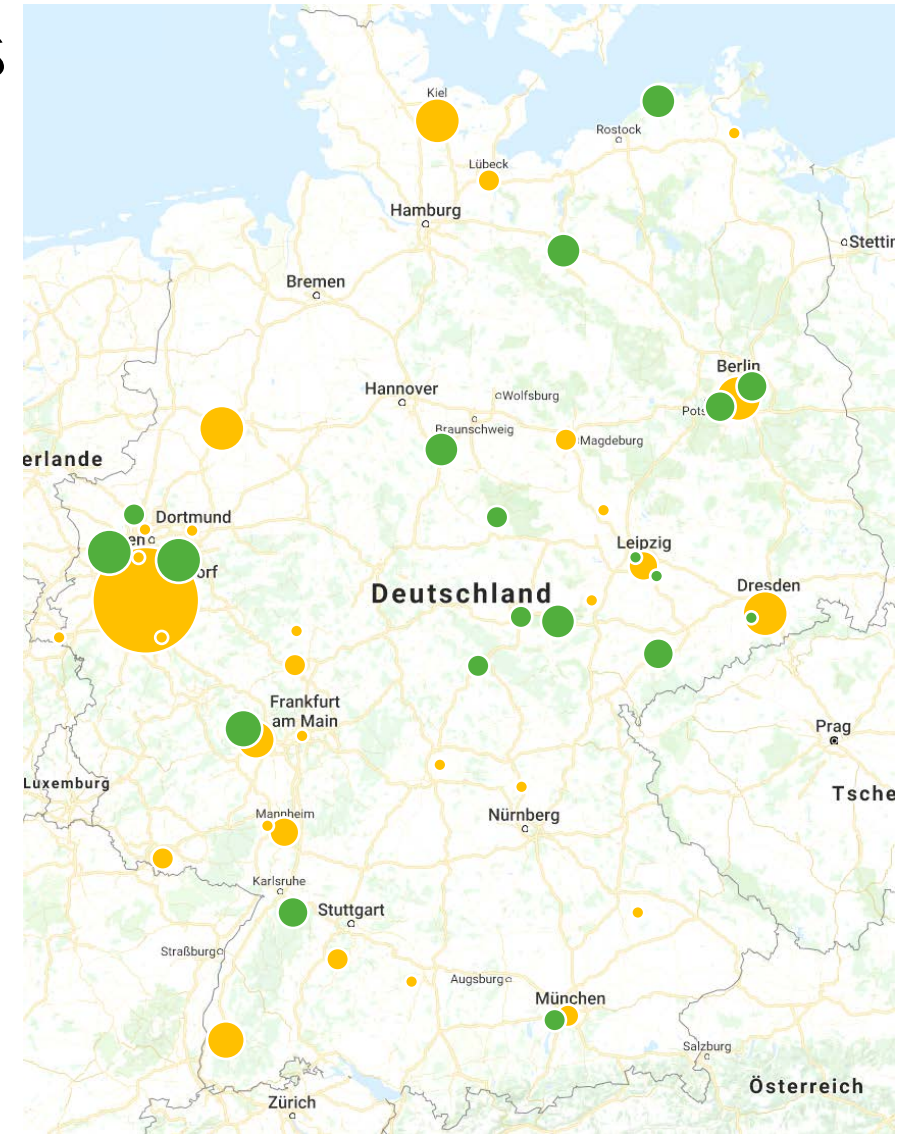 Kiel
Rostock
Lübeck
Hamburg
Stettin
Bremen
Berlin
Hannover
Wolfsburg
Pots
Braunschweig
Magdeburg
erlande
Dortmund
en
Leipzig
orf
Dresden
Deutschland
Frankfurt
am Main
Prag
Luxemburg
Tsche
Mannheim
Nürnberg
Karlsruhe
Stuttgart
Straßburg
Augsburg
München
Salzburg
Österreich
Zürich